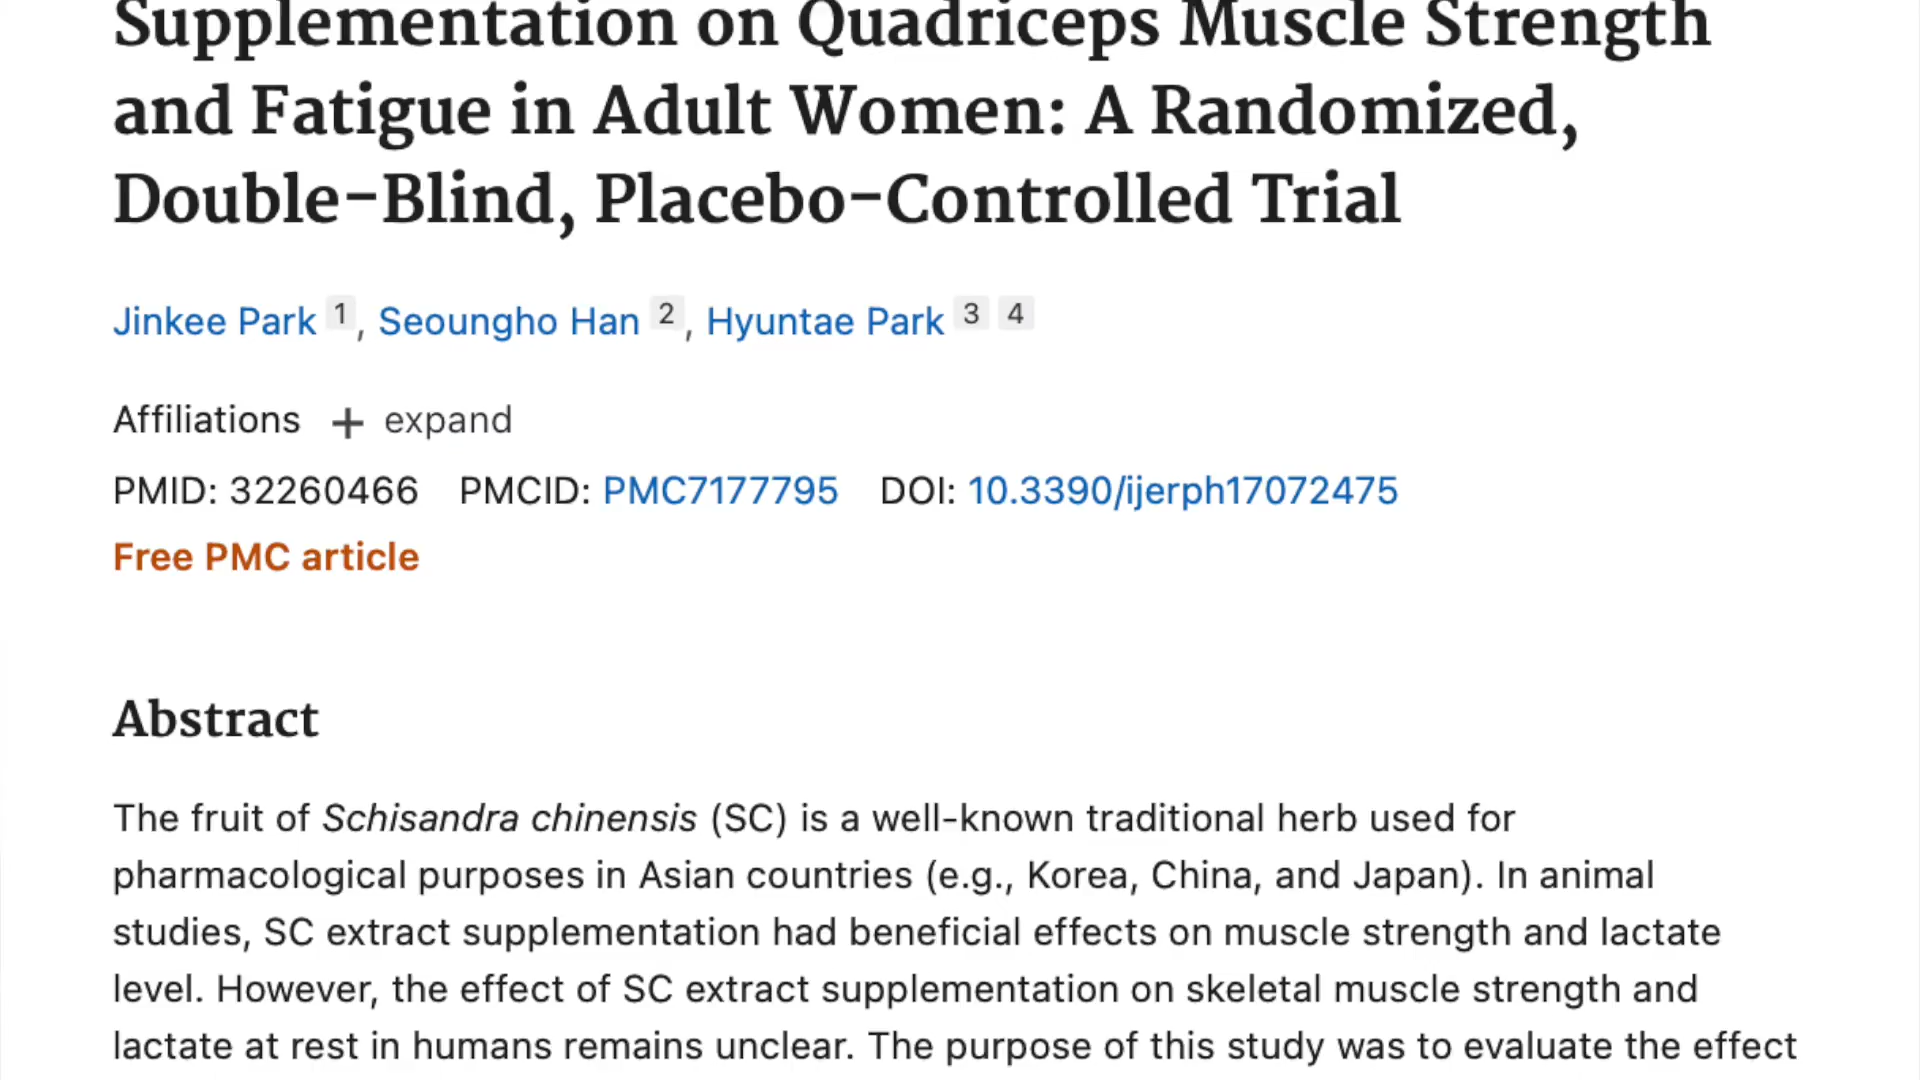 Supplementation on Quadriceps Muscle Strength
and Fatigue in Adult Women: A Randomized,
Double-Blind, Placebo-Controlled Trial
Jinkee Park 1, Seoungho Han 2, Hyuntae Park 3 4
Affiliations + expand
PMID: 32260466 PMCID: PMC7177795 DOI: 10.3390/ijerph17072475
Free PMC article
Abstract
The fruit of Schisandra chinensis (SC) is a well-known traditional herb used for
pharmacological purposes in Asian countries (e.g., Korea, China, and Japan). In animal
studies, SC extract supplementation had beneficial effects on muscle strength and lactate
level. However, the effect of SC extract supplementation on skeletal muscle strength and
lactate at rest in humans remains unclear. The purpose of this study was to evaluate the effect